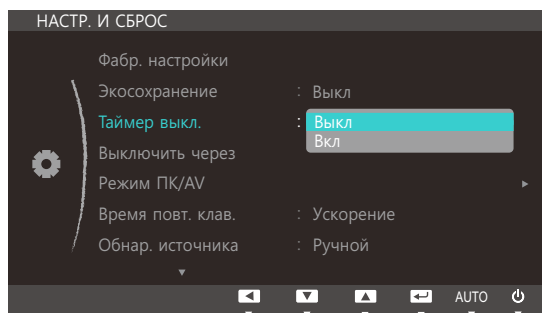 НАСТР. И СБРОС
Фабр. настройки
Экосохранение : Выкл
Таймер выкл. : Выкл
Вкл
Выключить через
Режим ПК/AV
Время повт. клав. : Ускорение
Обнар. источника : Ручной
AUTO